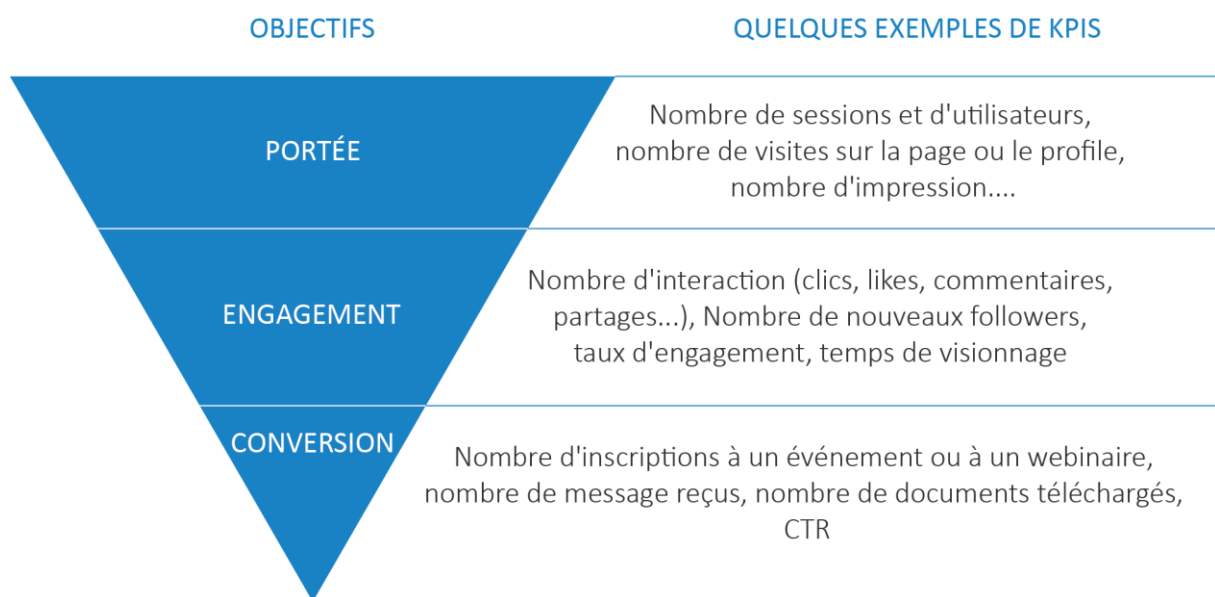 OBJECTIFS
QUELQUES EXEMPLES DE KPIS
PORTÉE
Nombre de sessions et d'utilisateurs,
nombre de visites sur la page ou le profile,
nombre d'impression....
ENGAGEMENT
Nombre d'interaction (clics, likes, commentaires,
partages...), Nombre de nouveaux followers,
taux d'engagement, temps de visionnage
CONVERSION
Nombre d'inscriptions à un événement ou à un webinaire,
nombre de message reçus, nombre de documents téléchargés,
CTR